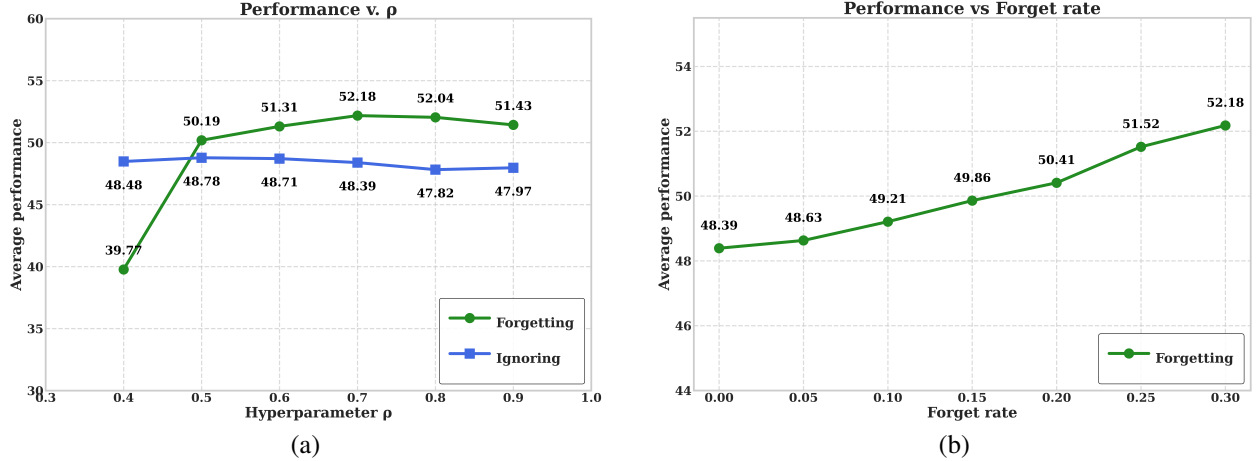 Performance v. ρ
60
55
50
45
40
35
30
Average performance
39.77
50.19
51.31
52.18
52.04
51.43
48.48
48.78
48.71
48.39
47.82
47.97
Forgetting
Ignoring
0.3 0.4 0.5 0.6 0.7 0.8 0.9 1.0
Hyperparameter ρ
(a)
Performance vs Forget rate
54
52
50
48
46
44
Average performance
48.39
48.63
49.21
49.86
50.41
51.52
52.18
Forgetting
0.00 0.05 0.10 0.15 0.20 0.25 0.30
Forget rate
(b)